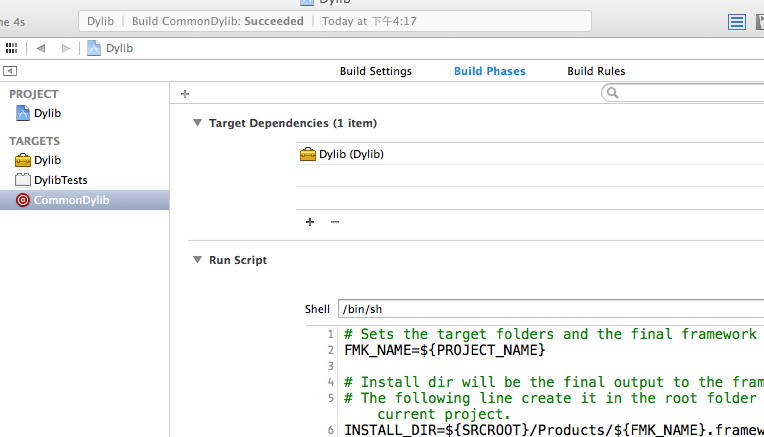 Dylib
ne 4s
Dylib | Build CommonDylib: Succeeded | Today at 下午4:17
Dylib
Build Settings Build Phases Build Rules
PROJECT
Dylib
TARGETS
Dylib
DylibTests
CommonDylib
Target Dependencies (1 item)
Dylib (Dylib)
Run Script
Shell /bin/sh
1 # Sets the target folders and the final framework
2 FMK_NAME=${PROJECT_NAME}
3
4 # Install dir will be the final output to the fram
5 # The following line create it in the root folder
current project.
6 INSTALL_DIR=${SRCROOT}/Products/${FMK_NAME}.framew